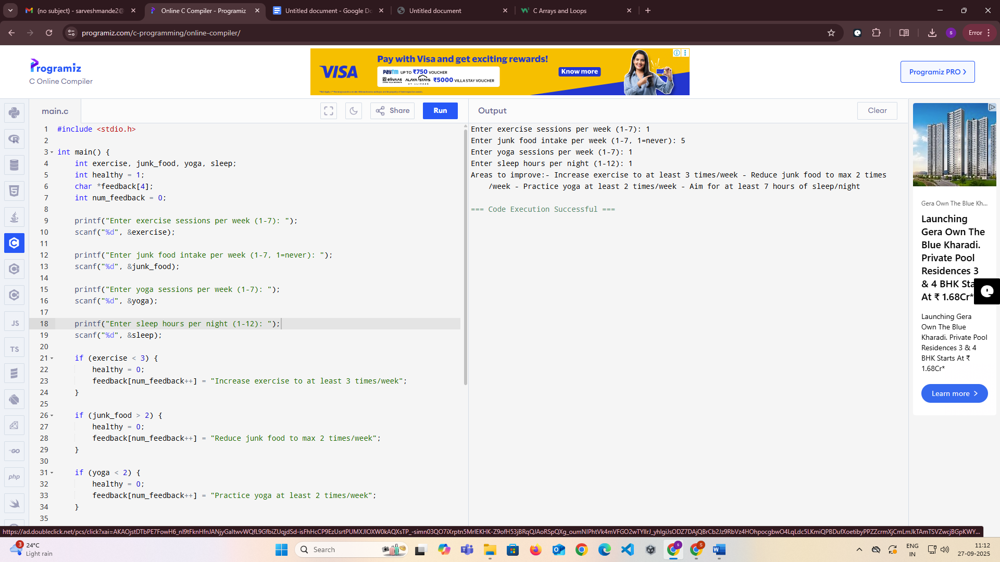 (no subject) - sarveshmande2@
Online C Compiler - Programiz
Untitled document - Google Do
Untitled document
C Arrays and Loops
programiz.com/c-programming/online-compiler/
s
Error
Programiz
C Online Compiler
VISA
Pay with Visa and get exciting rewards!
paytm UP TO ₹750 VOUCHER
elivaas ALAYA STAYS BY ELIVAAS ₹5000 VILLA STAY VOUCHER
Know more
Programiz PRO
main.c
Share
Run
Output
Clear
1 #include <stdio.h>
2
3 int main() {
4 int exercise, junk_food, yoga, sleep;
5 int healthy = 1;
6 char *feedback[4];
7 int num_feedback = 0;
8
9 printf("Enter exercise sessions per week (1-7): ");
10 scanf("%d", &exercise);
11
12 printf("Enter junk food intake per week (1-7, 1=never): ");
13 scanf("%d", &junk_food);
14
15 printf("Enter yoga sessions per week (1-7): ");
16 scanf("%d", &yoga);
17
18 printf("Enter sleep hours per night (1-12): ");
19 scanf("%d", &sleep);
20
21 if (exercise < 3) {
22 healthy = 0;
23 feedback[num_feedback++] = "Increase exercise to at least 3 times/week";
24 }
25
26 if (junk_food > 2) {
27 healthy = 0;
28 feedback[num_feedback++] = "Reduce junk food to max 2 times/week";
29 }
30
31 if (yoga < 2) {
32 healthy = 0;
33 feedback[num_feedback++] = "Practice yoga at least 2 times/week";
34 }
35
Enter exercise sessions per week (1-7): 1
Enter junk food intake per week (1-7, 1=never): 5
Enter yoga sessions per week (1-7): 1
Enter sleep hours per night (1-12): 1
Areas to improve:- Increase exercise to at least 3 times/week - Reduce junk food to max 2 times
/week - Practice yoga at least 2 times/week - Aim for at least 7 hours of sleep/night
=== Code Execution Successful ===
JS
TS
GO
php
Gera Own The Blue Kh...
Launching
Gera Own The
Blue Kharadi.
Private Pool
Residences 3
& 4 BHK Sta
At ₹ 1.68Cr*
Launching Gera
Own The Blue
Kharadi. Private Pool
Residences 3 & 4
BHK Starts At ₹
1.68Cr*
Learn more
3
24°C
Light rain
Search
ENG
IN
11:12
27-09-2025